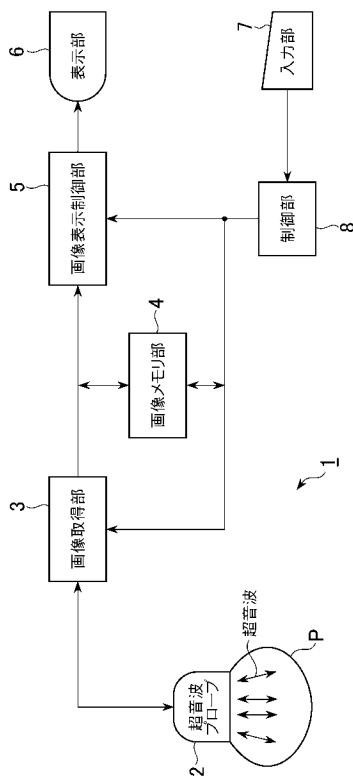 6
表示部
7
入力部
5
画像表示制御部
制御部
8
4
画像メモリ部
3
画像取得部
1
超音波
プローブ
2
超音波
P